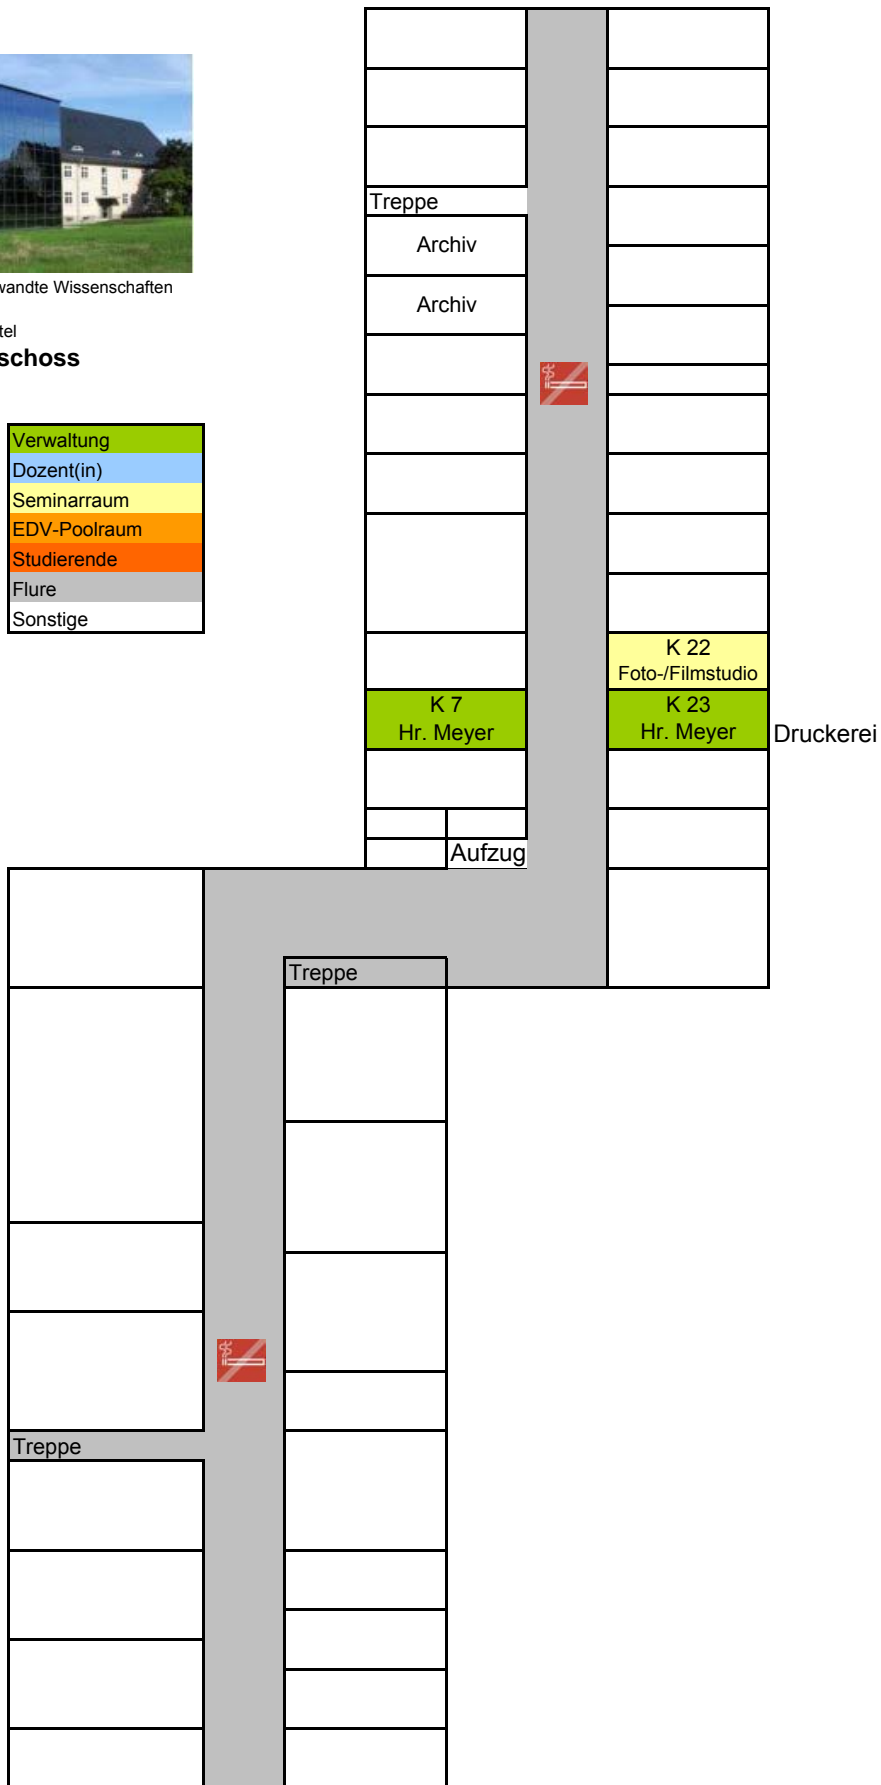 wandte Wissenschaften
tel
schoss
Verwaltung
Dozent(in)
Seminarraum
EDV-Poolraum
Studierende
Flure
Sonstige
Treppe
Archiv
Archiv
K 22
Foto-/Filmstudio
K 7
Hr. Meyer
K 23
Hr. Meyer
Druckerei
Aufzug
Treppe
Treppe